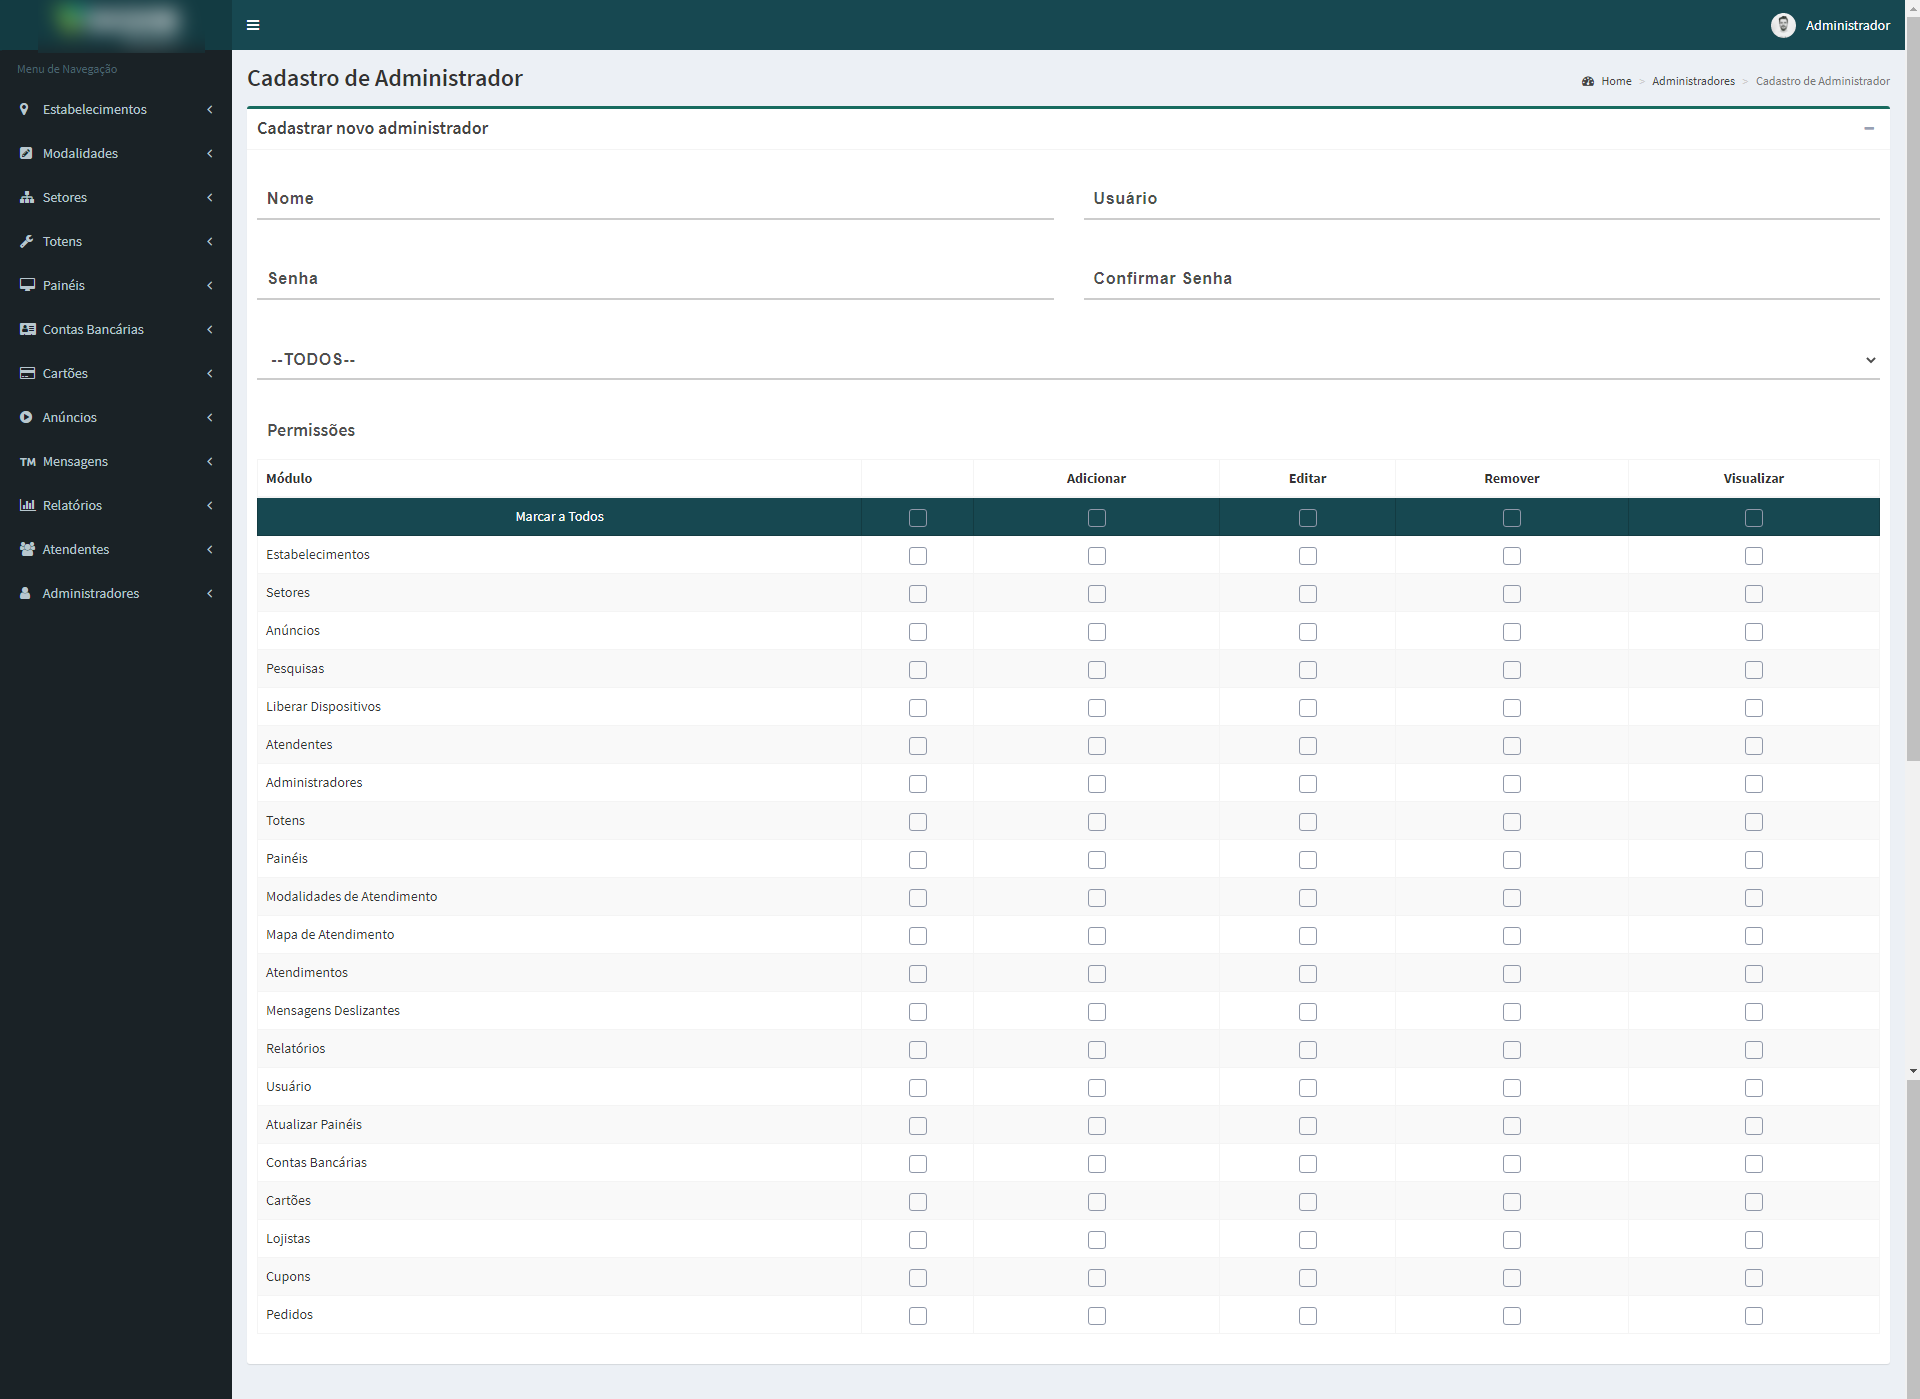 Administrador
Menu de Navegação
Estabelecimentos
Modalidades
Setores
Totens
Painéis
Contas Bancárias
Cartões
Anúncios
TM Mensagens
Relatórios
Atendentes
Administradores
Cadastro de Administrador
Home > Administradores > Cadastro de Administrador
Cadastrar novo administrador
Nome
Usuário
Senha
Confirmar Senha
--TODOS--
Permissões
Módulo Adicionar Editar Remover Visualizar
Marcar a Todos
Estabelecimentos
Setores
Anúncios
Pesquisas
Liberar Dispositivos
Atendentes
Administradores
Totens
Painéis
Modalidades de Atendimento
Mapa de Atendimento
Atendimentos
Mensagens Deslizantes
Relatórios
Usuário
Atualizar Painéis
Contas Bancárias
Cartões
Lojistas
Cupons
Pedidos